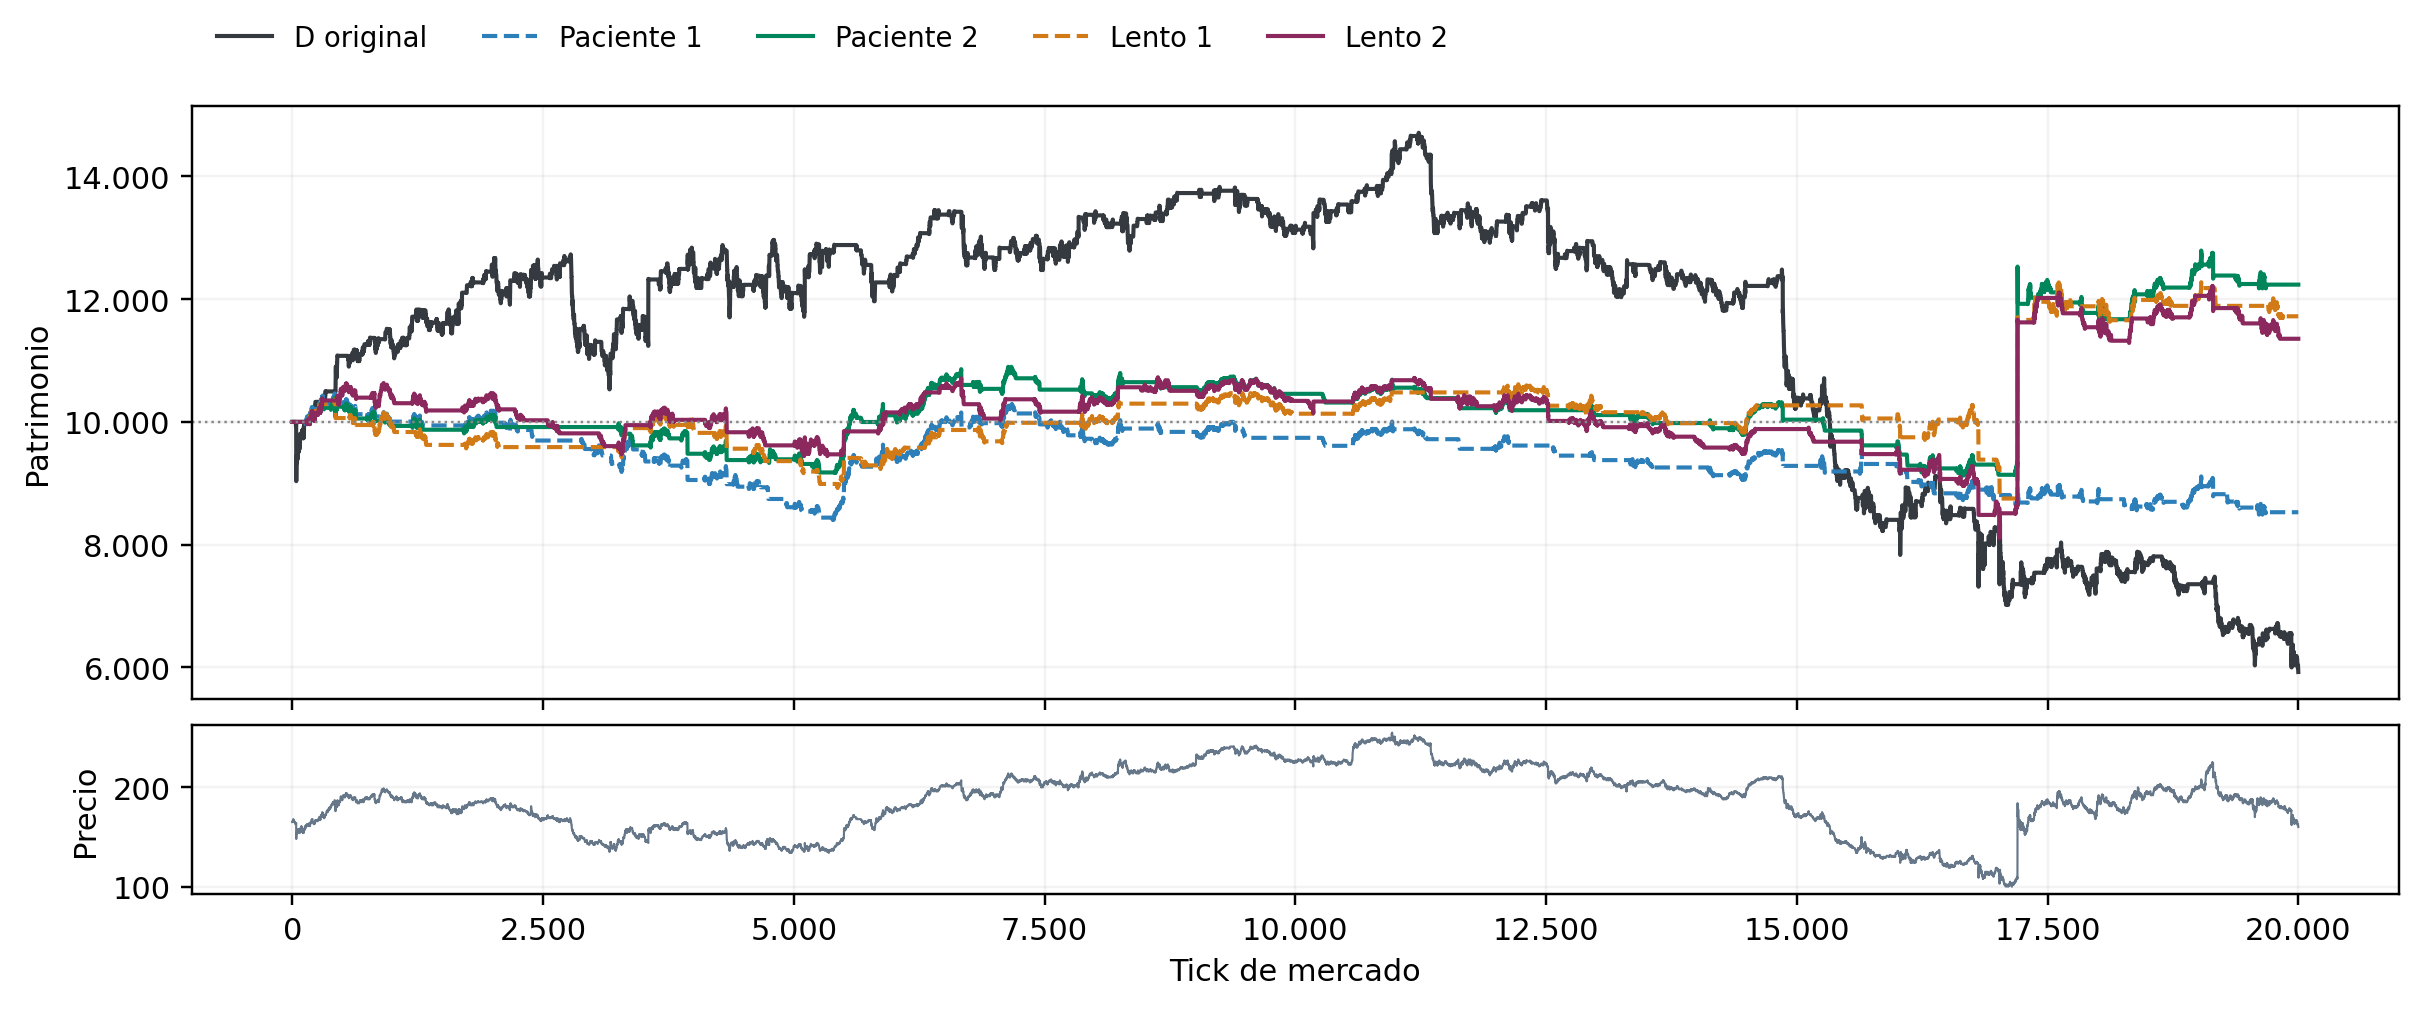 D original Paciente 1 Paciente 2 Lento 1 Lento 2
Patrimonio
14.000
12.000
10.000
8.000
6.000
Precio
200
100
0 2.500 5.000 7.500 10.000 12.500 15.000 17.500 20.000
Tick de mercado